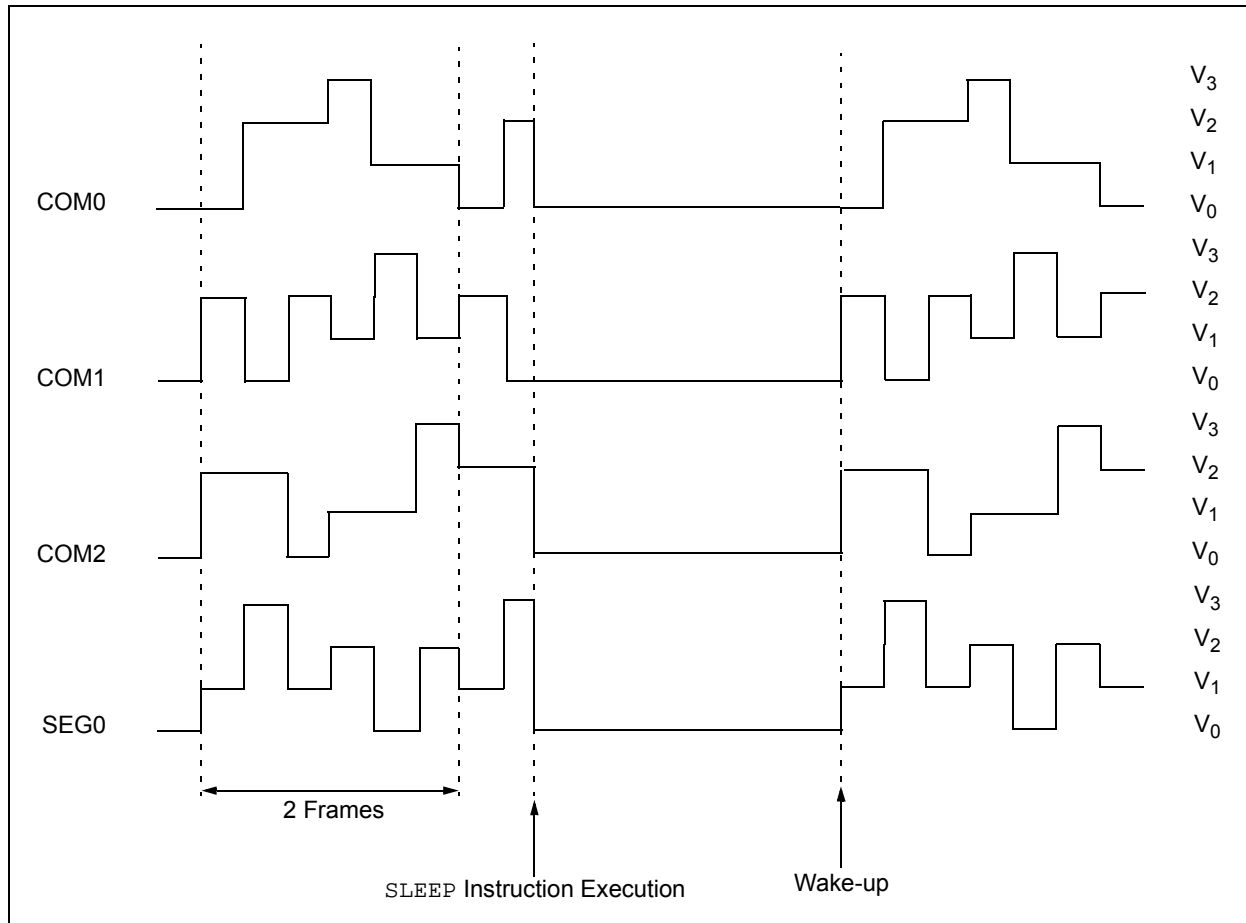 V₃
V₂
V₁
COM0 V₀
V₃
V₂
V₁
COM1 V₀
V₃
V₂
V₁
COM2 V₀
V₃
V₂
V₁
SEG0 V₀
2 Frames
SLEEP Instruction Execution Wake-up